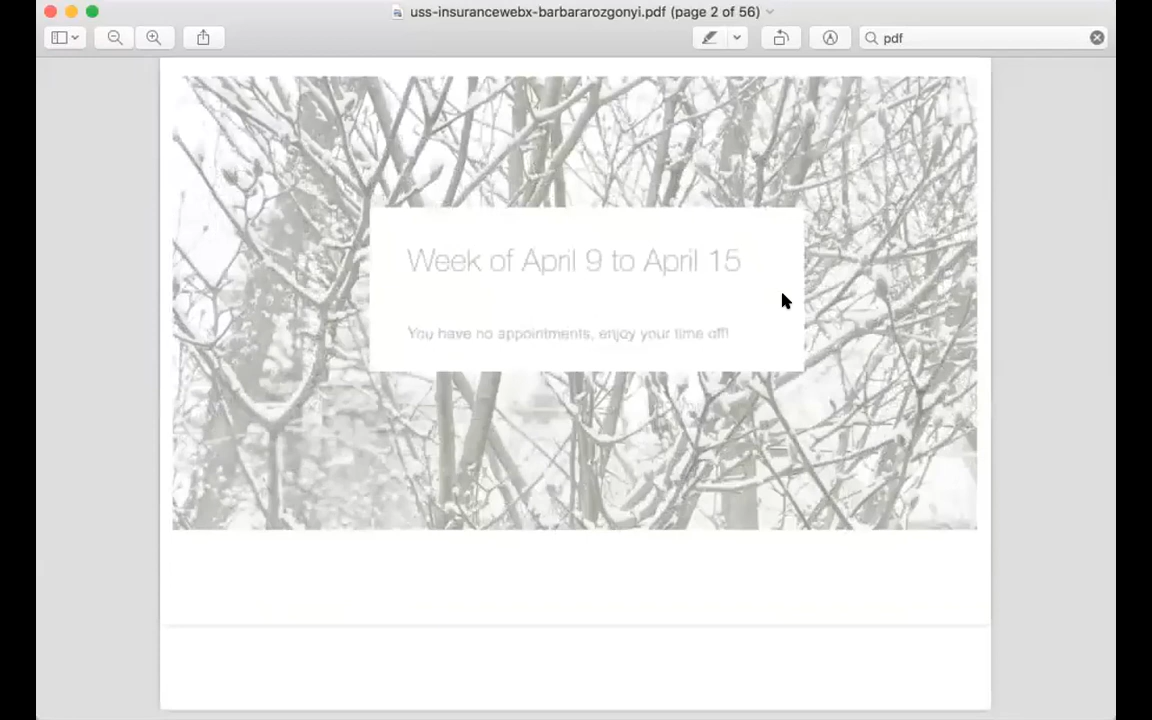 uss-insurancewebx-barbararozgonyi.pdf (page 2 of 56)
pdf
Week of April 9 to April 15
You have no appointments, enjoy your time off!